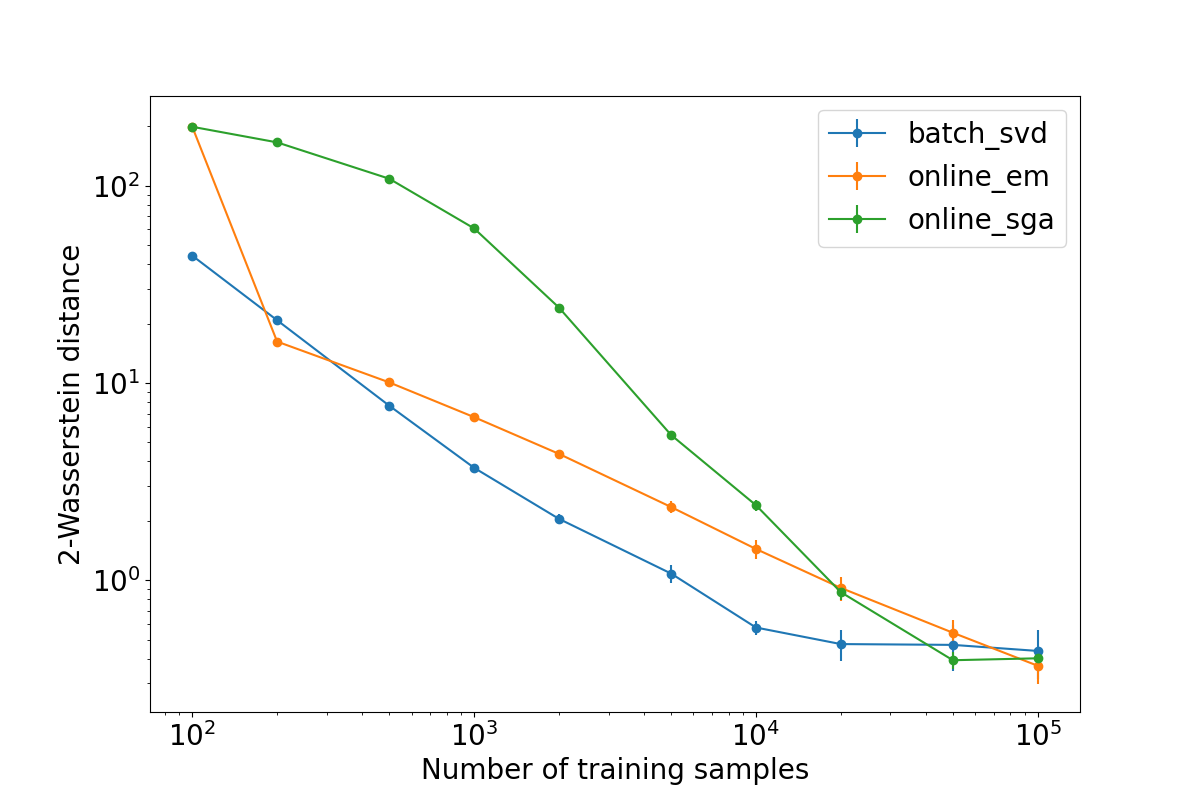 batch_svd
online_em
online_sga
2-Wasserstein distance
10²
10¹
10⁰
10² 10³ 10⁴ 10⁵
Number of training samples